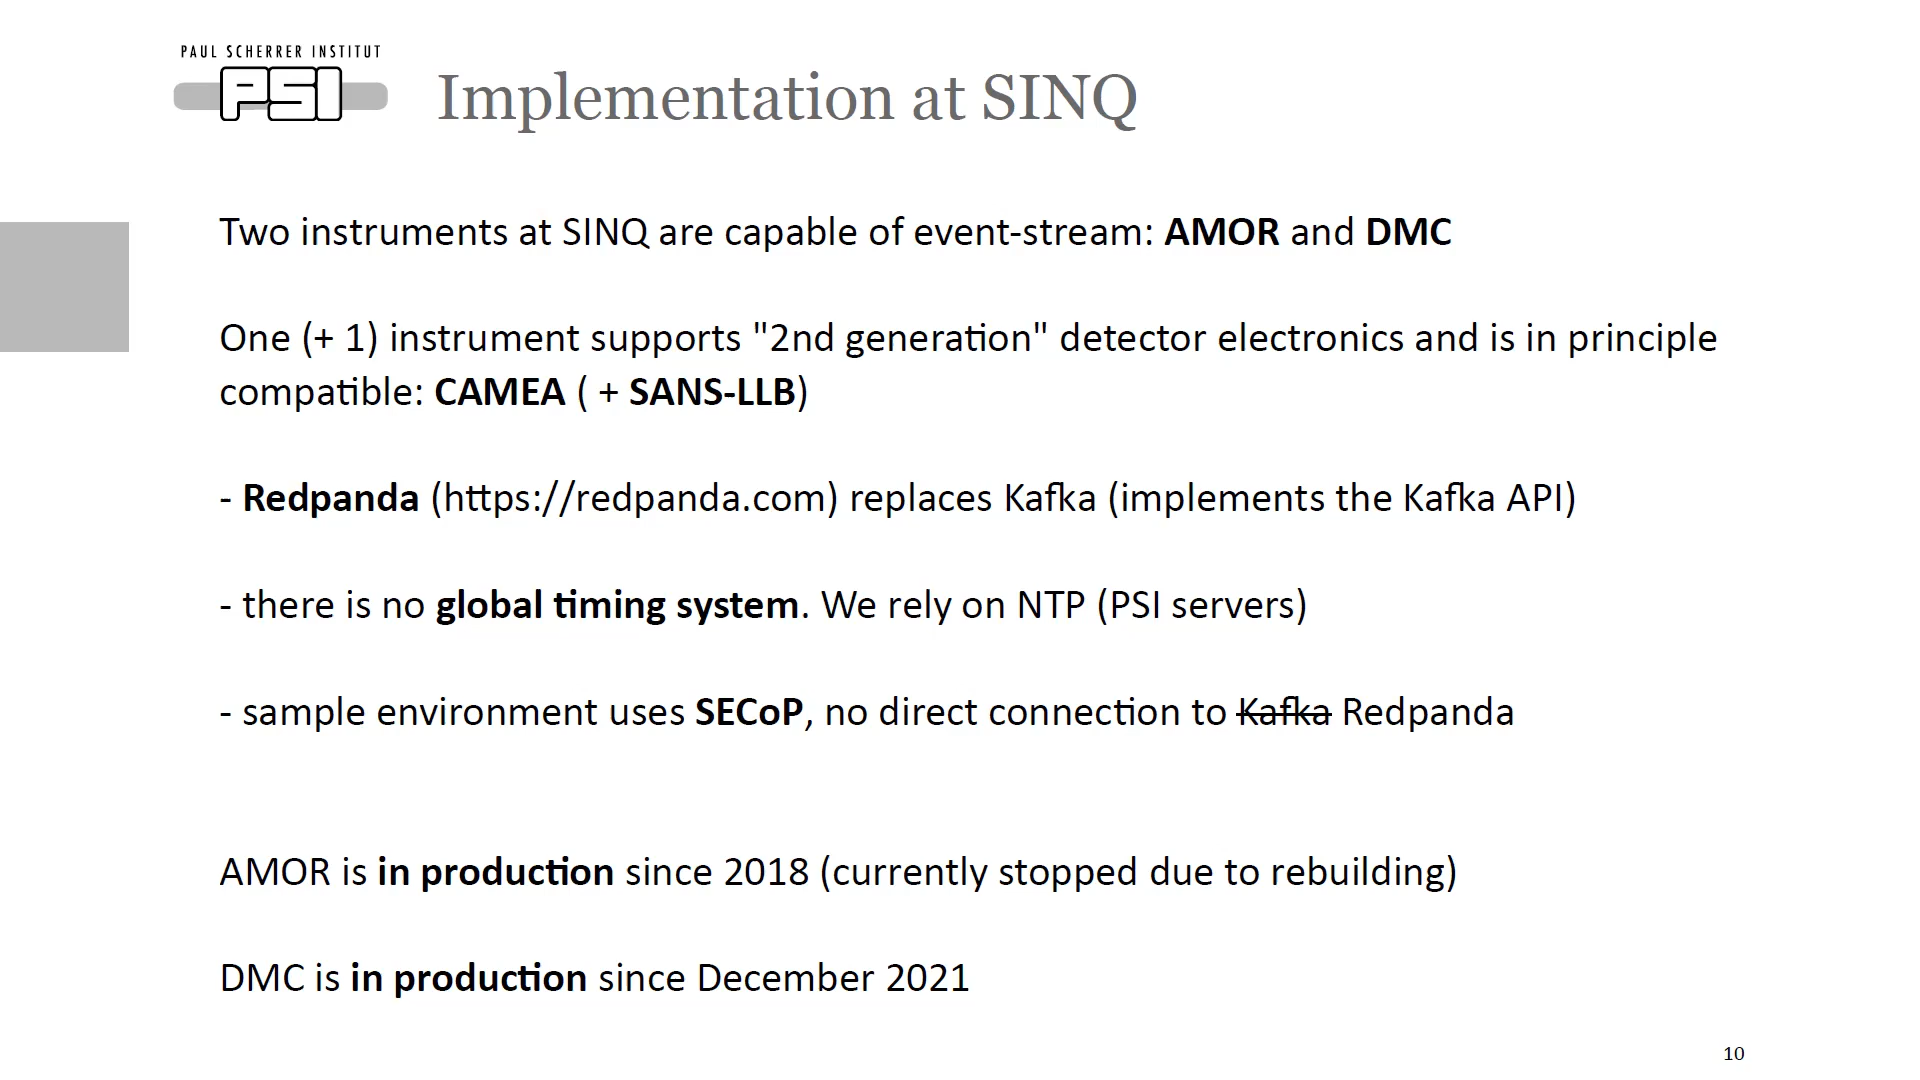 PAUL SCHERRER INSTITUT
PSI
Implementation at SINQ
Two instruments at SINQ are capable of event-stream: AMOR and DMC
One (+ 1) instrument supports "2nd generation" detector electronics and is in principle
compatible: CAMEA ( + SANS-LLB)
- Redpanda (https://redpanda.com) replaces Kafka (implements the Kafka API)
- there is no global timing system. We rely on NTP (PSI servers)
- sample environment uses SECoP, no direct connection to Kafka Redpanda
AMOR is in production since 2018 (currently stopped due to rebuilding)
DMC is in production since December 2021
10